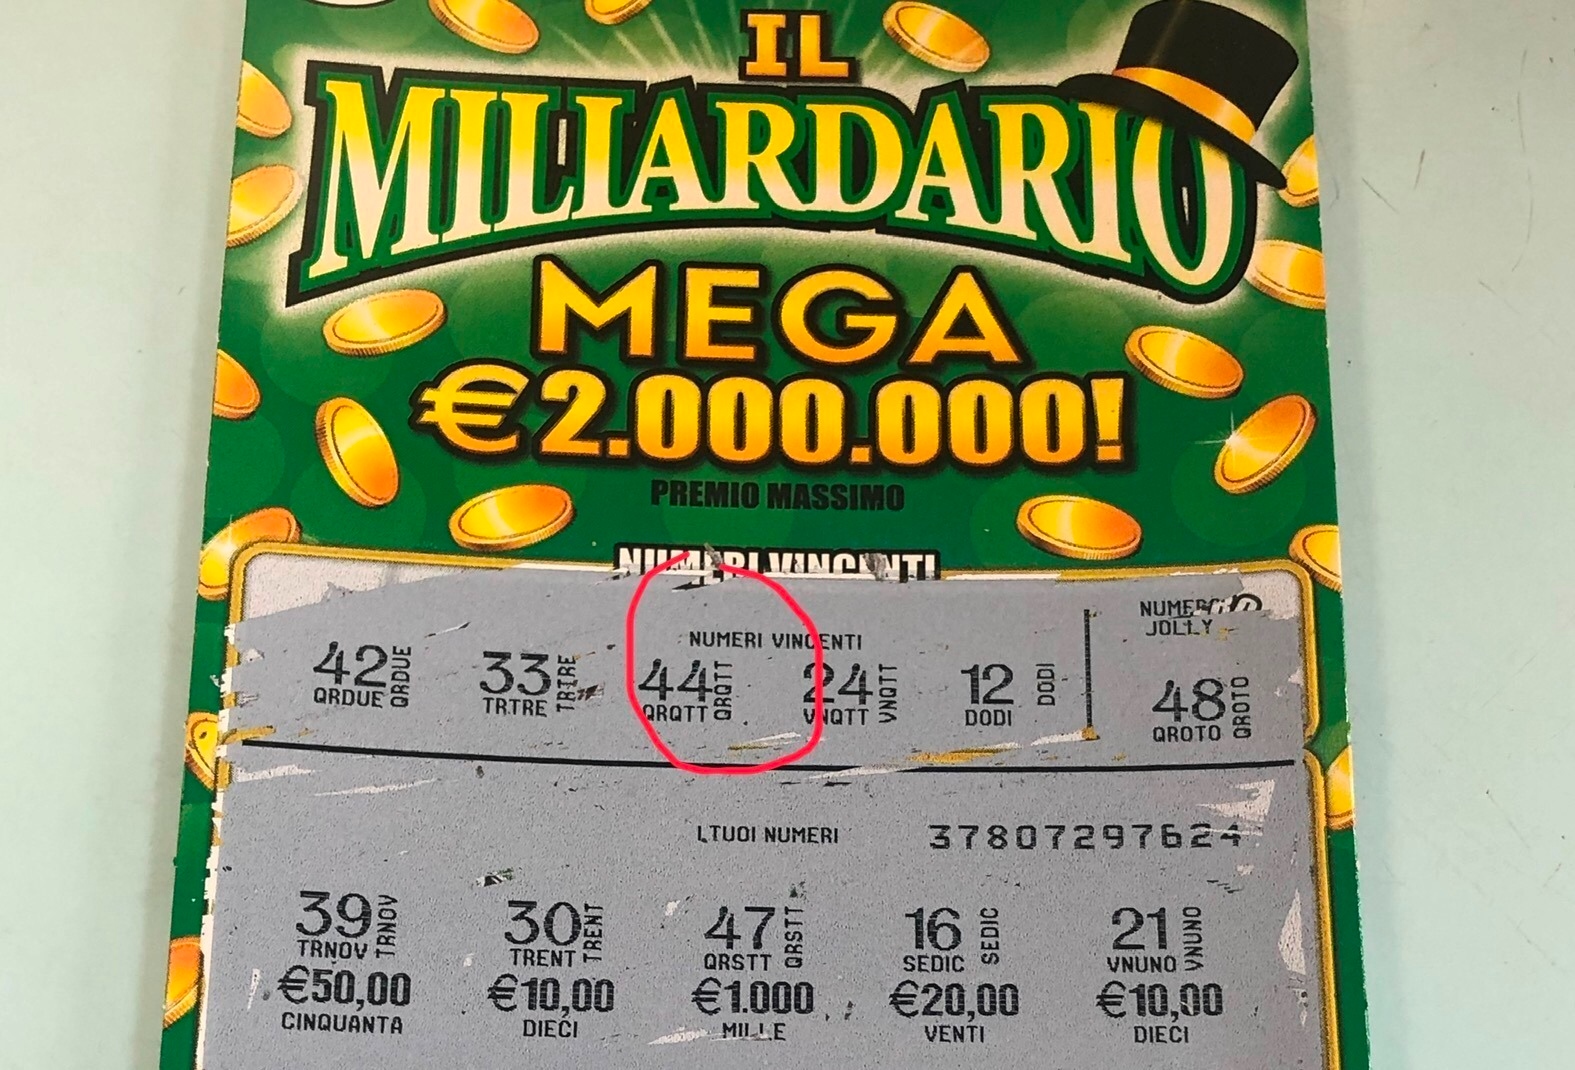 IL
MILIARDARIO
MEGA
€2.000.000!
PREMIO MASSIMO
NUMERI VINCENTI
NUMERI VINCENTI
NUMERO
JOLLY
42 QRDUE QRDUE
33 TRTRE TRTRE
44 QRQTT QRQTT
24 VNQTT VNQTT
12 DODI DODI
48 QROTO QROTO
I TUOI NUMERI 37807297624
39 TRNOV TRNOV
30 TRENT TRENT
47 QRSTT QRSTT
16 SEDIC SEDIC
21 VNUNO VNUNO
€50,00 €10,00 €1.000 €20,00 €10,00
CINQUANTA DIECI MILLE VENTI DIECI